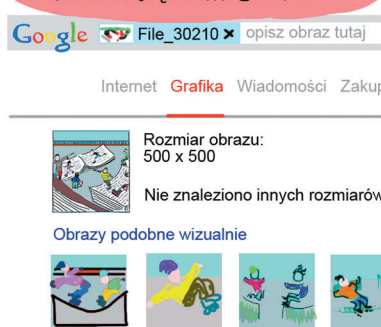 Google File_30210 × opisz obraz tutaj
Internet Grafika Wiadomości Zakup
Rozmiar obrazu:
500 x 500
Nie znaleziono innych rozmiarów
Obrazy podobne wizualnie